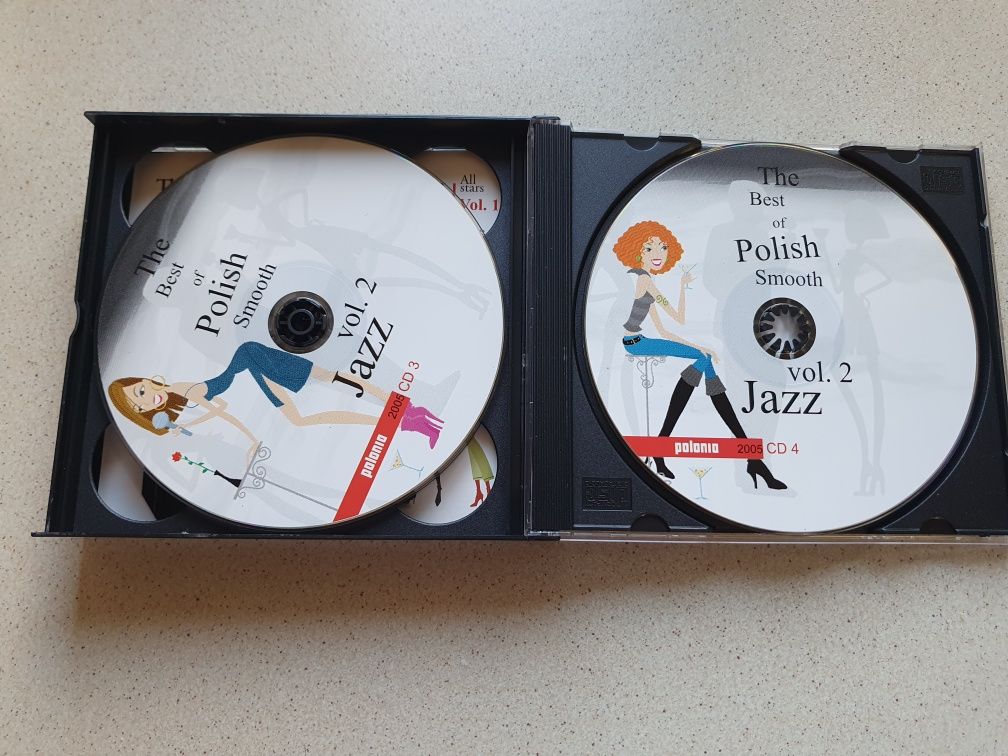 All
stars
Vol. 1
The
Best
of
Polish
Smooth
vol. 2
Jazz
polonia
2005 CD 3
The
Best
of
Polish
Smooth
vol. 2
Jazz
polonia
2005 CD 4